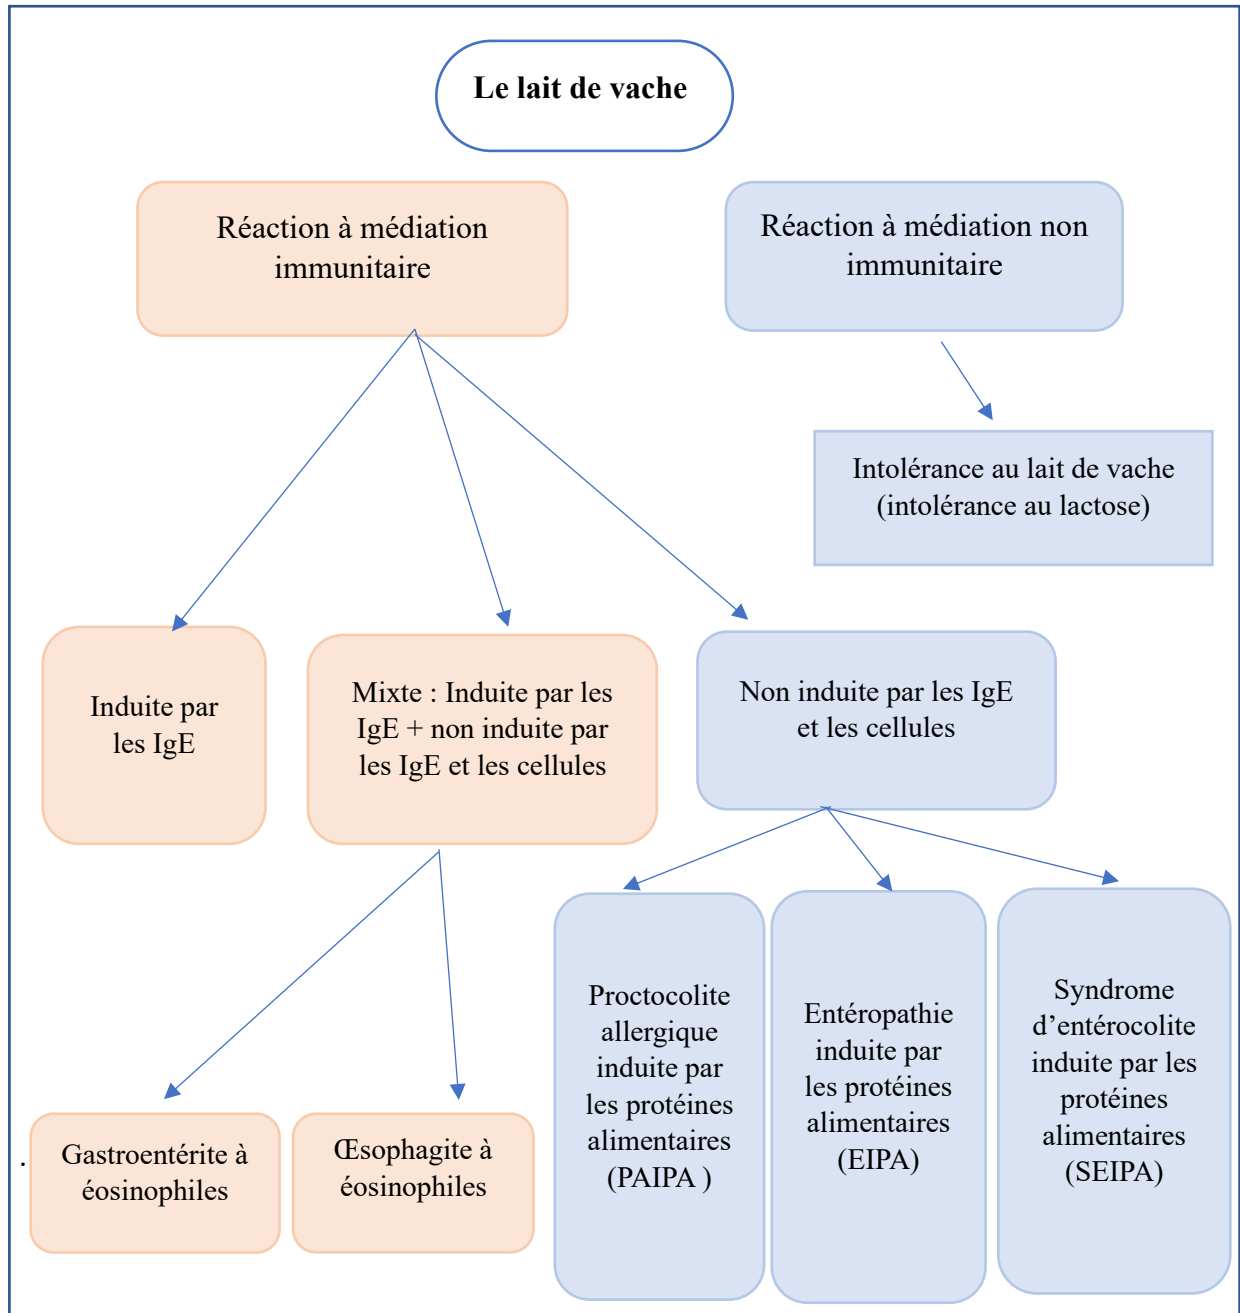 Le lait de vache
Réaction à médiation
immunitaire
Réaction à médiation non
immunitaire
Intolérance au lait de vache
(intolérance au lactose)
Induite par
les IgE
Mixte : Induite par les
IgE + non induite par
les IgE et les cellules
Non induite par les IgE
et les cellules
Gastroentérite à
éosinophiles
Œsophagite à
éosinophiles
Proctocolite
allergique
induite par
les protéines
alimentaires
(PAIPA )
Entéropathie
induite par
les protéines
alimentaires
(EIPA)
Syndrome
d’entérocolite
induite par les
protéines
alimentaires
(SEIPA)
.